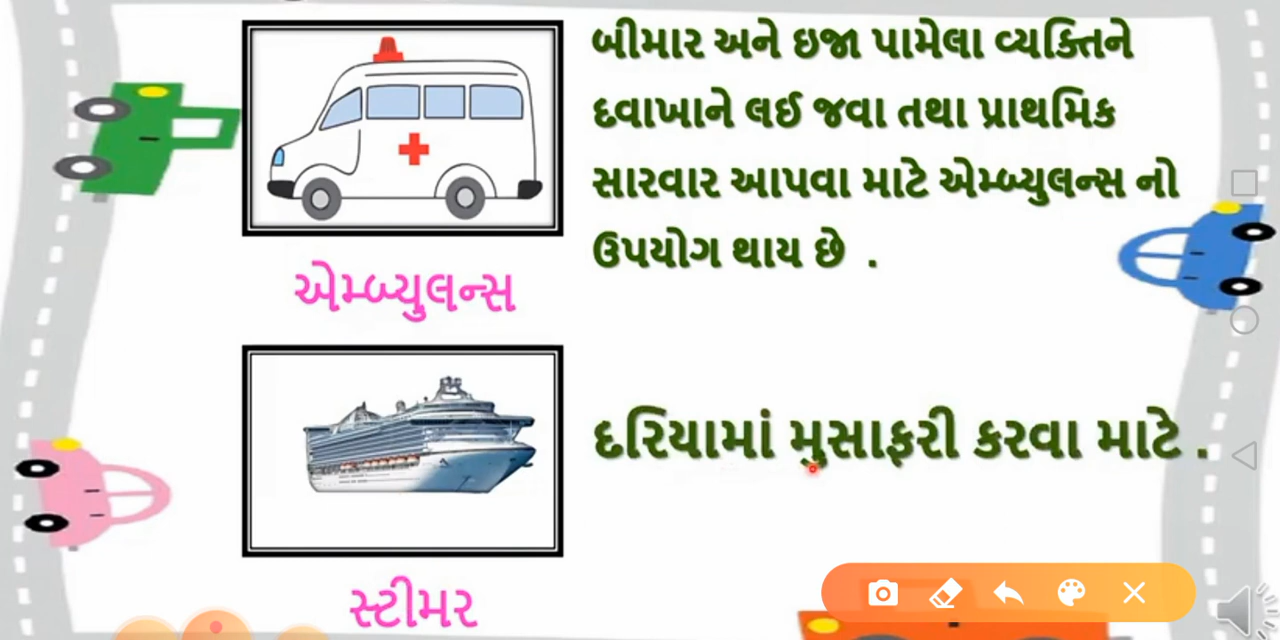 બીમાર અને ઇજા પામેલા વ્યક્તિને
દવાખાને લઈ જવા તથા પ્રાથમિક
સારવાર આપવા માટે એમ્બ્યુલન્સ નો
ઉપયોગ થાય છે .
એમ્બ્યુલન્સ
દરિયામાં મુસાફરી કરવા માટે .
સ્ટીમર